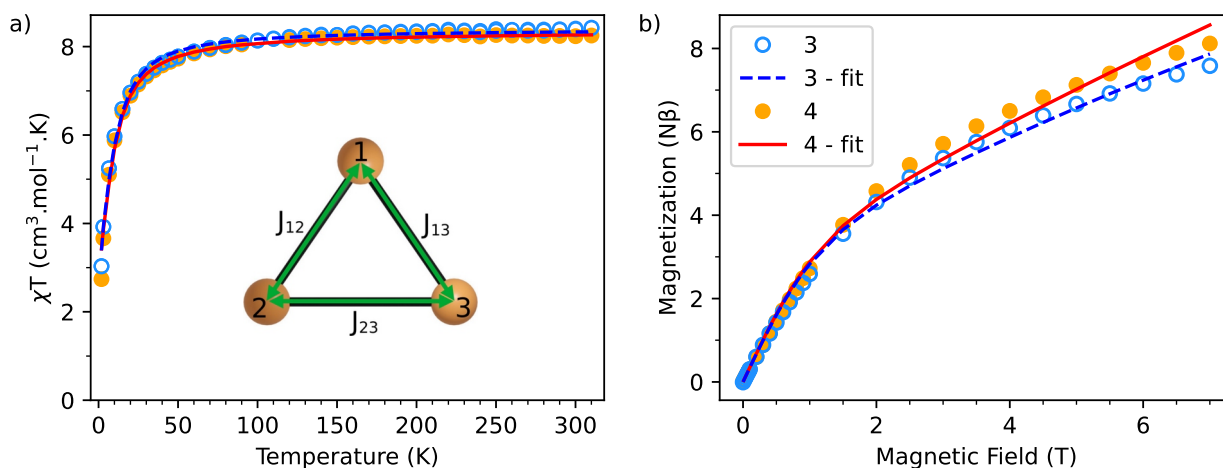 a)
χT (cm³.mol⁻¹.K)
8
6
4
2
0
0 50 100 150 200 250 300
Temperature (K)
1
2
3
J₁₂
J₁₃
J₂₃
b)
Magnetization (Nβ)
8
6
4
2
0
0 2 4 6
Magnetic Field (T)
3
3 - fit
4
4 - fit